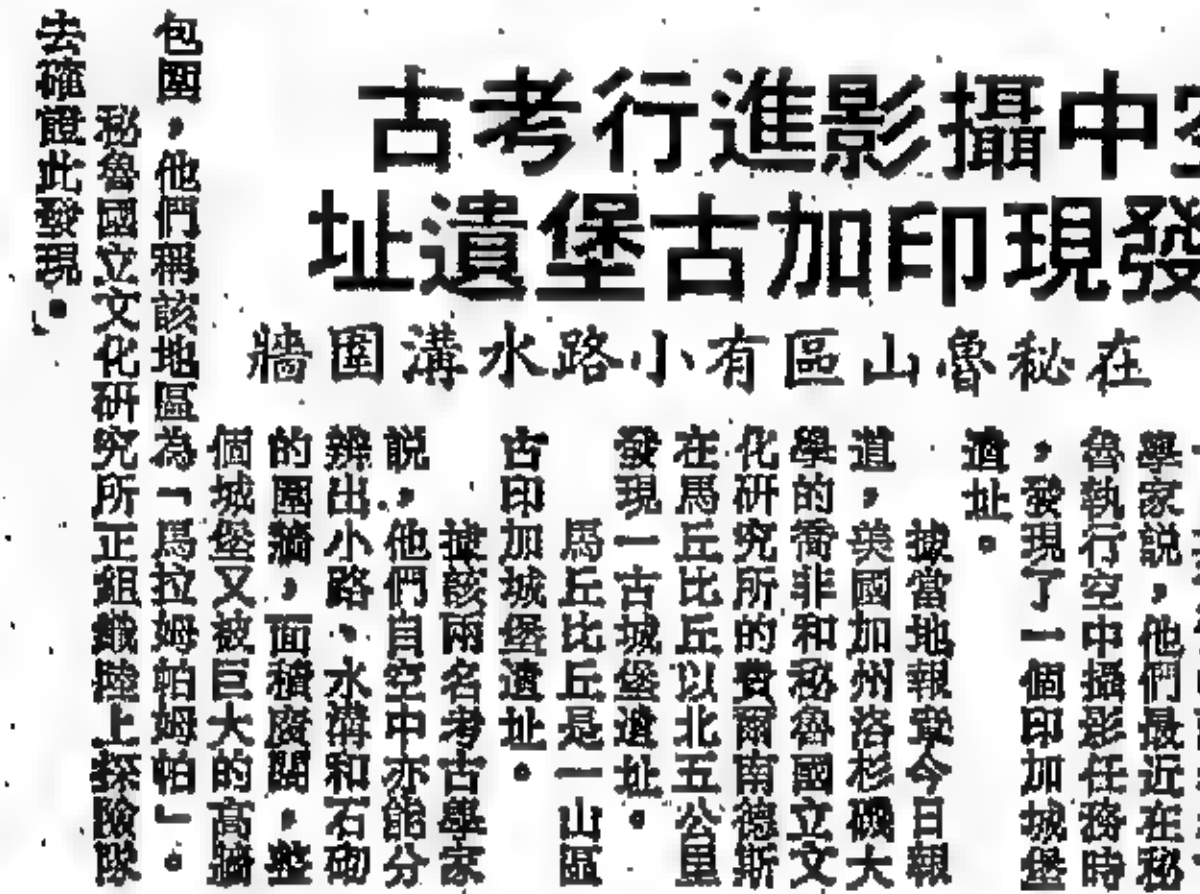 空中攝影進行考古
發現印加古堡遺址
在秘魯山區有小路水溝圍牆
學家説，他們最近在秘
魯執行空中攝影任務時
，發現了一個印加城堡
遺址。
據當地報章今日報
道，美國加州洛杉磯大
學的喬非和秘魯國立文
化研究所的費爾南德斯
在馬丘比丘以北五公里
發現一古城堡遺址。
馬丘比丘是一山區
古印加城堡遺址。
據該兩名考古學家
説，他們自空中亦能分
辨出小路、水溝和石砌
的圍牆，面積廣闊，整
個城堡又被巨大的高牆
包圍，他們稱該地區為「馬拉姆帕姆帕」。
秘魯國立文化研究所正組織陸上探險隊
去確證此發現。」